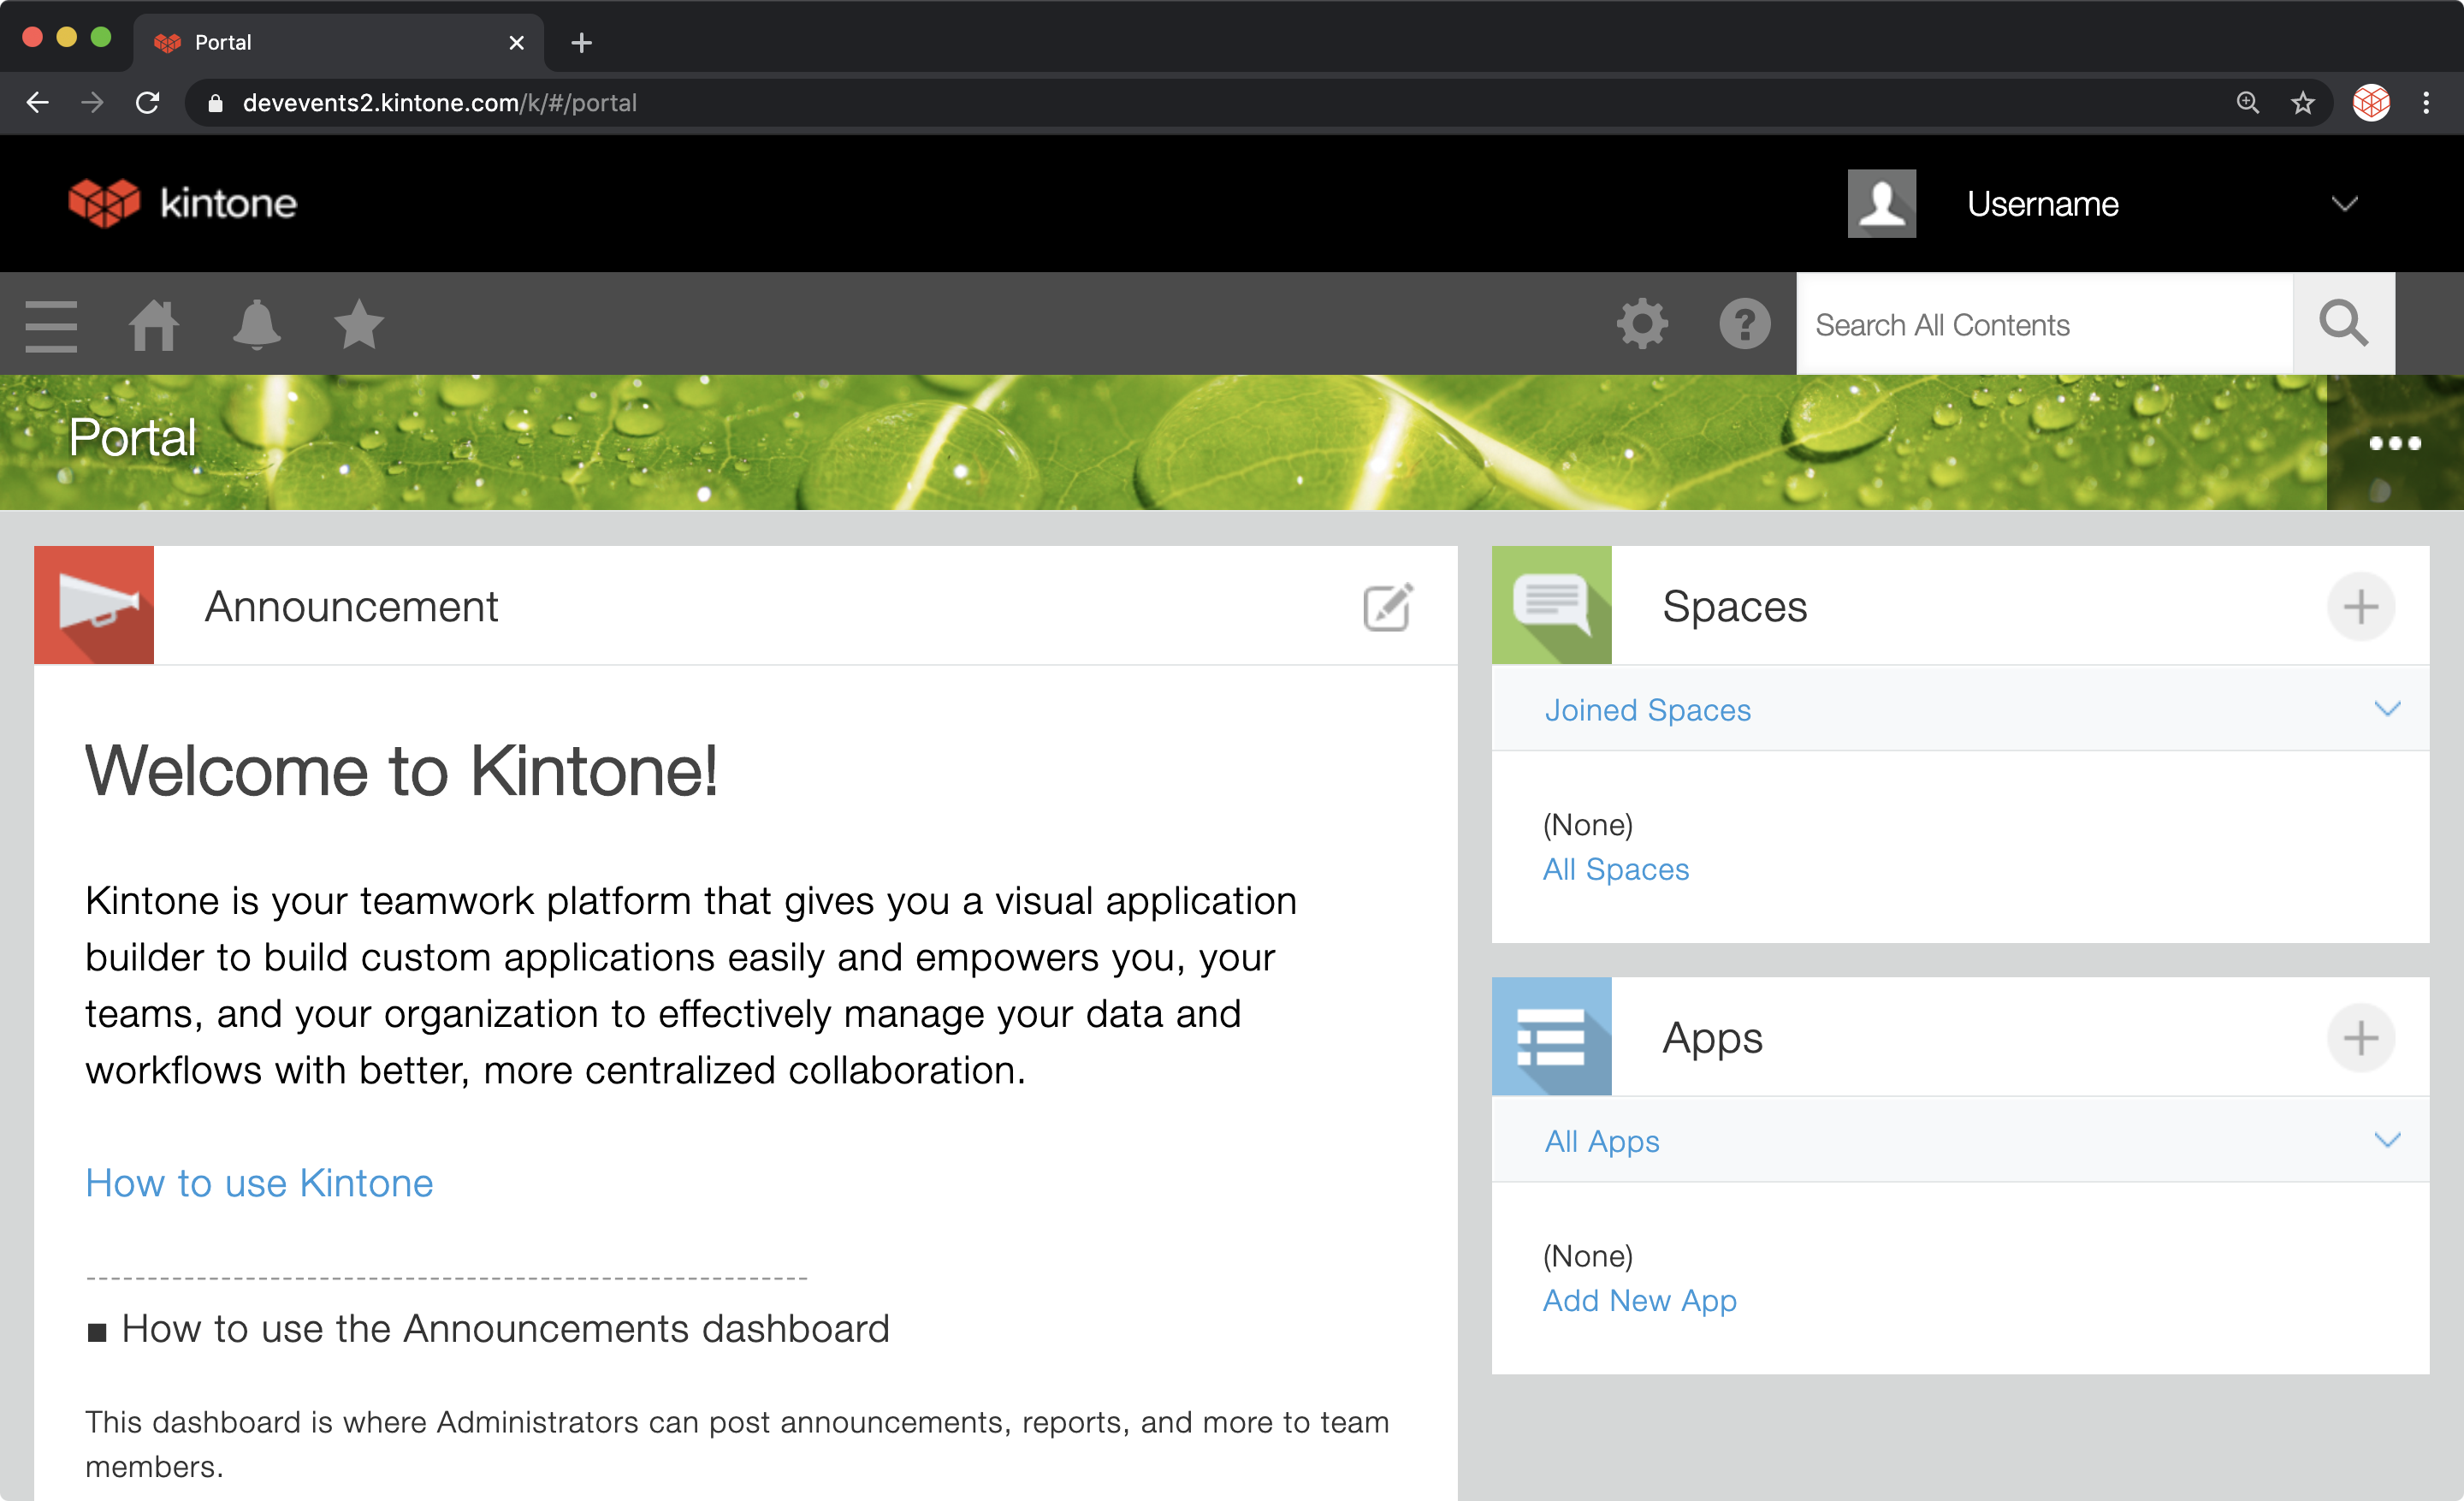 Portal
devevents2.kintone.com/k/#/portal
kintone
Username
Search All Contents
Portal
Announcement
Welcome to Kintone!
Kintone is your teamwork platform that gives you a visual application
builder to build custom applications easily and empowers you, your
teams, and your organization to effectively manage your data and
workflows with better, more centralized collaboration.
How to use Kintone
-----------------------------------------------------------
■ How to use the Announcements dashboard
This dashboard is where Administrators can post announcements, reports, and more to team
members.
Spaces
Joined Spaces
(None)
All Spaces
Apps
All Apps
(None)
Add New App